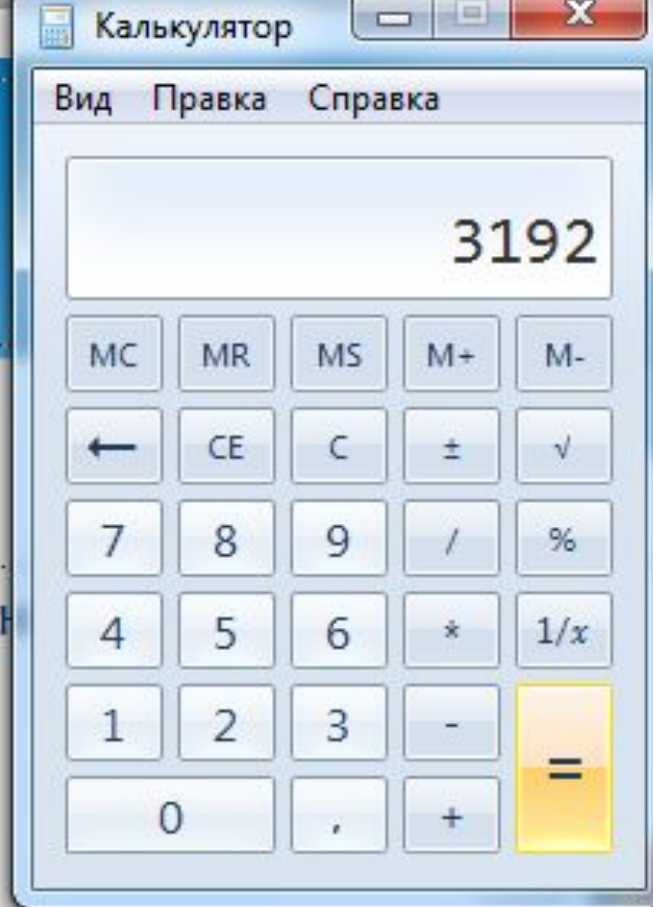 Калькулятор
Вид Правка Справка
3192
MC MR MS M+ M-
← CE C ± √
7 8 9 / %
4 5 6 * 1/x
1 2 3 - =
0 , +